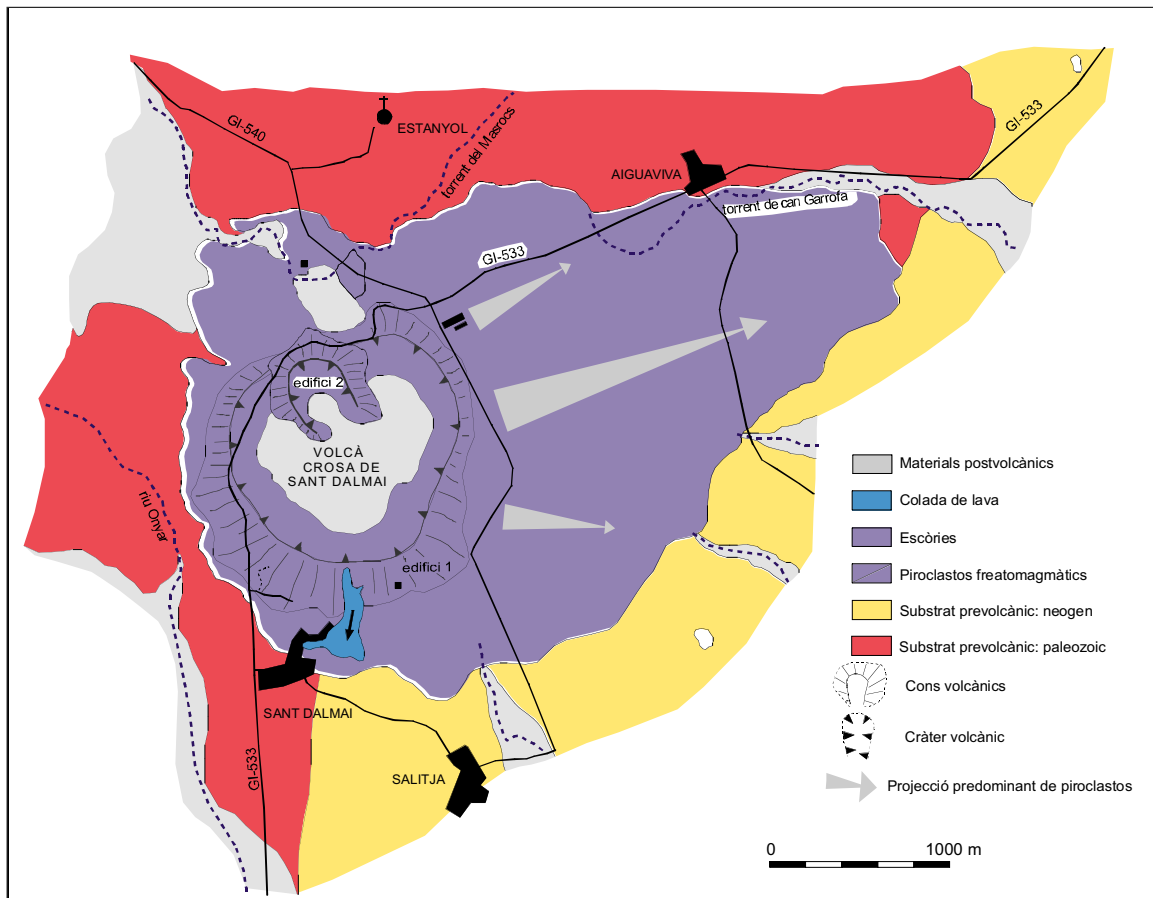 GI-540
ESTANYOL
torrent del Masrocs
GI-533
AIGUAVIVA
torrent de can Garrofa
GI-533
edifici 2
VOLCÀ
CROSA DE
SANT DALMAI
riu Onyar
edifici 1
SANT DALMAI
GI-533
SALITJA
Materials postvolcànics
Colada de lava
Escòries
Piroclastos freatomagmàtics
Substrat prevolcànic: neogen
Substrat prevolcànic: paleozoic
Cons volcànics
Cràter volcànic
Projecció predominant de piroclastos
0 1000 m